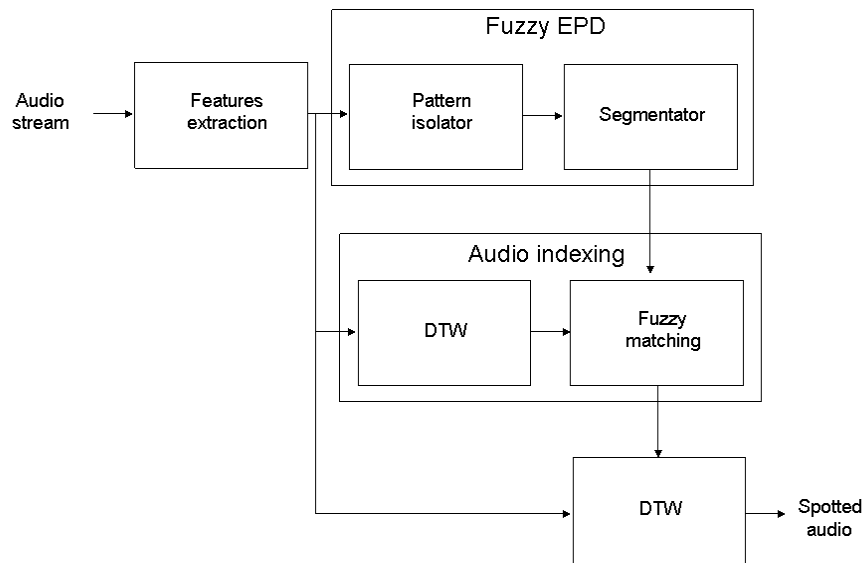 Fuzzy EPD
Audio
stream
Features
extraction
Pattern
isolator
Segmentator
Audio indexing
DTW
Fuzzy
matching
DTW
Spotted
audio